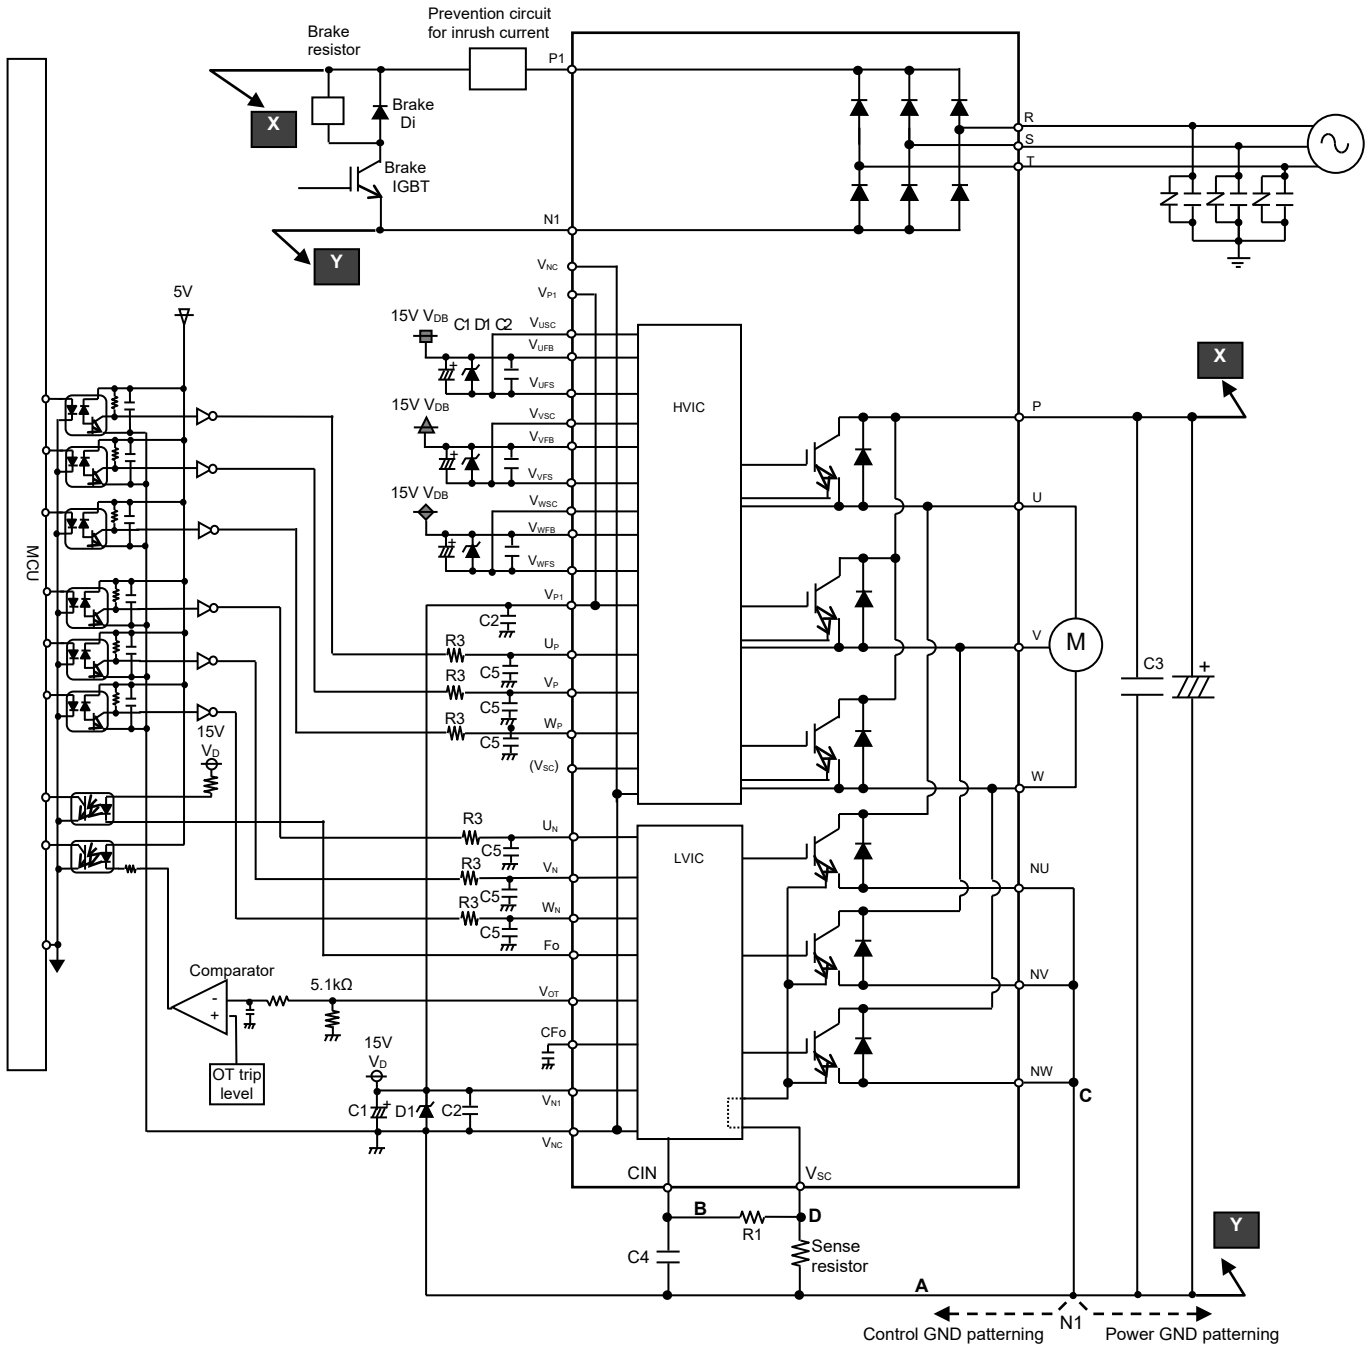 Prevention circuit
for inrush current
Brake
resistor
P1
X
Brake
Di
Brake
IGBT
R
S
T
N1
Y
VNC
VP1
5V
15V VDB
C1 D1 C2
VUSC
VUFB
VUFS
HVIC
15V VDB
VVSC
VVFB
VVFS
15V VDB
VWSC
VWFB
VWFS
X
P
U
MCU
VP1
C2
R3
UP
C5
R3
VP
C5
R3
WP
C5
(VSC)
V
M
C3
+
W
15V
VD
R3
UN
C5
R3
VN
C5
R3
WN
C5
Fo
LVIC
NU
NV
NW
C
Comparator
-
+
5.1kΩ
VOT
OT trip
level
CFo
15V
VD
C1
+
D1
C2
VN1
VNC
CIN
VSC
B
D
R1
C4
Sense
resistor
A
Y
N1
Control GND patterning
Power GND patterning